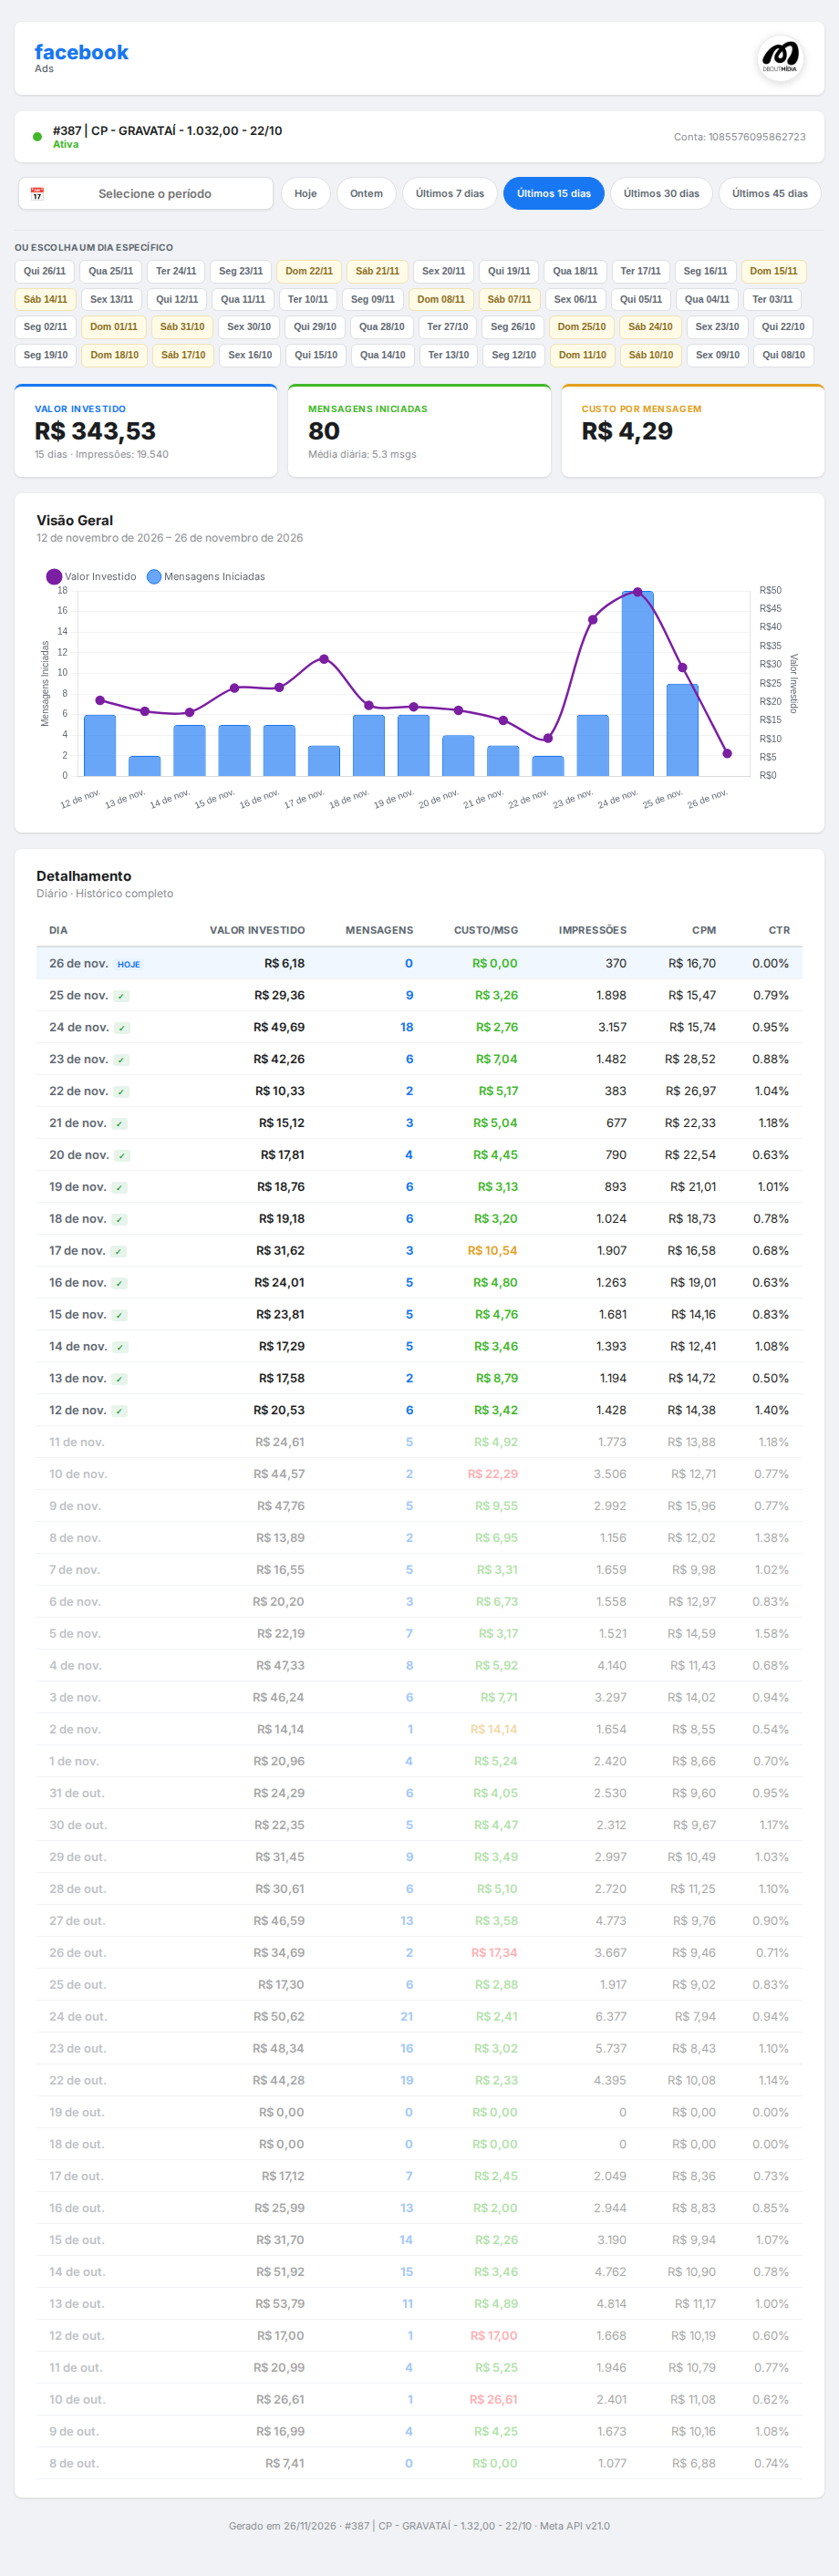 facebook
Ads
DBOUTMÍDIA
#387 | CP - GRAVATAÍ - 1.032,00 - 22/10
Ativa
Conta: 1085576095862723
Selecione o período
Hoje
Ontem
Últimos 7 dias
Últimos 15 dias
Últimos 30 dias
Últimos 45 dias
OU ESCOLHA UM DIA ESPECÍFICO
Qui 26/11 Qua 25/11 Ter 24/11 Seg 23/11 Dom 22/11 Sáb 21/11 Sex 20/11 Qui 19/11 Qua 18/11 Ter 17/11 Seg 16/11 Dom 15/11
Sáb 14/11 Sex 13/11 Qui 12/11 Qua 11/11 Ter 10/11 Seg 09/11 Dom 08/11 Sáb 07/11 Sex 06/11 Qui 05/11 Qua 04/11 Ter 03/11
Seg 02/11 Dom 01/11 Sáb 31/10 Sex 30/10 Qui 29/10 Qua 28/10 Ter 27/10 Seg 26/10 Dom 25/10 Sáb 24/10 Sex 23/10 Qui 22/10
Seg 19/10 Dom 18/10 Sáb 17/10 Sex 16/10 Qui 15/10 Qua 14/10 Ter 13/10 Seg 12/10 Dom 11/10 Sáb 10/10 Sex 09/10 Qui 08/10
VALOR INVESTIDO
R$ 343,53
15 dias · Impressões: 19.540
MENSAGENS INICIADAS
80
Média diária: 5.3 msgs
CUSTO POR MENSAGEM
R$ 4,29
Visão Geral
12 de novembro de 2026 – 26 de novembro de 2026
Valor Investido Mensagens Iniciadas
18
16
14
12
10
8
6
4
2
0
Mensagens Iniciadas
R$50
R$45
R$40
R$35
R$30
R$25
R$20
R$15
R$10
R$5
R$0
Valor Investido
12 de nov. 13 de nov. 14 de nov. 15 de nov. 16 de nov. 17 de nov. 18 de nov. 19 de nov. 20 de nov. 21 de nov. 22 de nov. 23 de nov. 24 de nov. 25 de nov. 26 de nov.
Detalhamento
Diário · Histórico completo
DIA VALOR INVESTIDO MENSAGENS CUSTO/MSG IMPRESSÕES CPM CTR
26 de nov. HOJE R$ 6,18 0 R$ 0,00 370 R$ 16,70 0.00%
25 de nov. ✓ R$ 29,36 9 R$ 3,26 1.898 R$ 15,47 0.79%
24 de nov. ✓ R$ 49,69 18 R$ 2,76 3.157 R$ 15,74 0.95%
23 de nov. ✓ R$ 42,26 6 R$ 7,04 1.482 R$ 28,52 0.88%
22 de nov. ✓ R$ 10,33 2 R$ 5,17 383 R$ 26,97 1.04%
21 de nov. ✓ R$ 15,12 3 R$ 5,04 677 R$ 22,33 1.18%
20 de nov. ✓ R$ 17,81 4 R$ 4,45 790 R$ 22,54 0.63%
19 de nov. ✓ R$ 18,76 6 R$ 3,13 893 R$ 21,01 1.01%
18 de nov. ✓ R$ 19,18 6 R$ 3,20 1.024 R$ 18,73 0.78%
17 de nov. ✓ R$ 31,62 3 R$ 10,54 1.907 R$ 16,58 0.68%
16 de nov. ✓ R$ 24,01 5 R$ 4,80 1.263 R$ 19,01 0.63%
15 de nov. ✓ R$ 23,81 5 R$ 4,76 1.681 R$ 14,16 0.83%
14 de nov. ✓ R$ 17,29 5 R$ 3,46 1.393 R$ 12,41 1.08%
13 de nov. ✓ R$ 17,58 2 R$ 8,79 1.194 R$ 14,72 0.50%
12 de nov. ✓ R$ 20,53 6 R$ 3,42 1.428 R$ 14,38 1.40%
11 de nov. R$ 24,61 5 R$ 4,92 1.773 R$ 13,88 1.18%
10 de nov. R$ 44,57 2 R$ 22,29 3.506 R$ 12,71 0.77%
9 de nov. R$ 47,76 5 R$ 9,55 2.992 R$ 15,96 0.77%
8 de nov. R$ 13,89 2 R$ 6,95 1.156 R$ 12,02 1.38%
7 de nov. R$ 16,55 5 R$ 3,31 1.659 R$ 9,98 1.02%
6 de nov. R$ 20,20 3 R$ 6,73 1.558 R$ 12,97 0.83%
5 de nov. R$ 22,19 7 R$ 3,17 1.521 R$ 14,59 1.58%
4 de nov. R$ 47,33 8 R$ 5,92 4.140 R$ 11,43 0.68%
3 de nov. R$ 46,24 6 R$ 7,71 3.297 R$ 14,02 0.94%
2 de nov. R$ 14,14 1 R$ 14,14 1.654 R$ 8,55 0.54%
1 de nov. R$ 20,96 4 R$ 5,24 2.420 R$ 8,66 0.70%
31 de out. R$ 24,29 6 R$ 4,05 2.530 R$ 9,60 0.95%
30 de out. R$ 22,35 5 R$ 4,47 2.312 R$ 9,67 1.17%
29 de out. R$ 31,45 9 R$ 3,49 2.997 R$ 10,49 1.03%
28 de out. R$ 30,61 6 R$ 5,10 2.720 R$ 11,25 1.10%
27 de out. R$ 46,59 13 R$ 3,58 4.773 R$ 9,76 0.90%
26 de out. R$ 34,69 2 R$ 17,34 3.667 R$ 9,46 0.71%
25 de out. R$ 17,30 6 R$ 2,88 1.917 R$ 9,02 0.83%
24 de out. R$ 50,62 21 R$ 2,41 6.377 R$ 7,94 0.94%
23 de out. R$ 48,34 16 R$ 3,02 5.737 R$ 8,43 1.10%
22 de out. R$ 44,28 19 R$ 2,33 4.395 R$ 10,08 1.14%
19 de out. R$ 0,00 0 R$ 0,00 0 R$ 0,00 0.00%
18 de out. R$ 0,00 0 R$ 0,00 0 R$ 0,00 0.00%
17 de out. R$ 17,12 7 R$ 2,45 2.049 R$ 8,36 0.73%
16 de out. R$ 25,99 13 R$ 2,00 2.944 R$ 8,83 0.85%
15 de out. R$ 31,70 14 R$ 2,26 3.190 R$ 9,94 1.07%
14 de out. R$ 51,92 15 R$ 3,46 4.762 R$ 10,90 0.78%
13 de out. R$ 53,79 11 R$ 4,89 4.814 R$ 11,17 1.00%
12 de out. R$ 17,00 1 R$ 17,00 1.668 R$ 10,19 0.60%
11 de out. R$ 20,99 4 R$ 5,25 1.946 R$ 10,79 0.77%
10 de out. R$ 26,61 1 R$ 26,61 2.401 R$ 11,08 0.62%
9 de out. R$ 16,99 4 R$ 4,25 1.673 R$ 10,16 1.08%
8 de out. R$ 7,41 0 R$ 0,00 1.077 R$ 6,88 0.74%
Gerado em 26/11/2026 · #387 | CP - GRAVATAÍ - 1.32,00 - 22/10 · Meta API v21.0